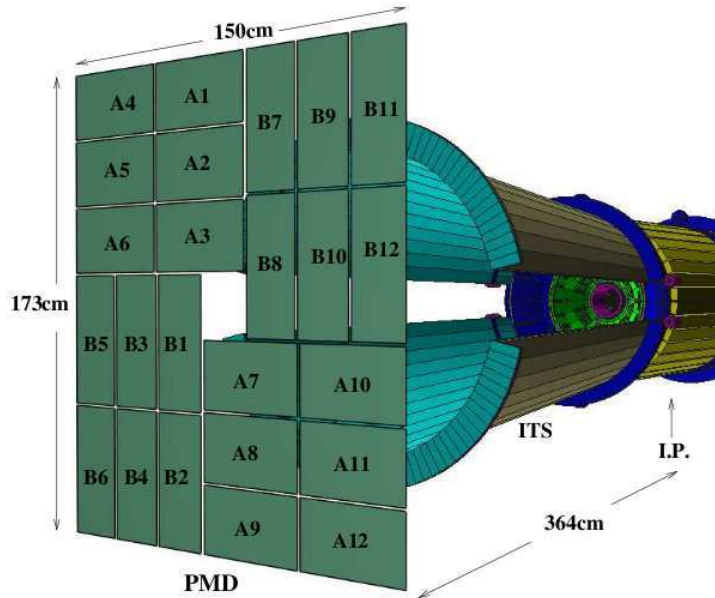 150cm
A4 A1 B7 B9 B11
A5 A2
A6 A3 B8 B10 B12
173cm
B5 B3 B1
A7 A10
B6 B4 B2 A8 A11
A9 A12
ITS
I.P.
364cm
PMD